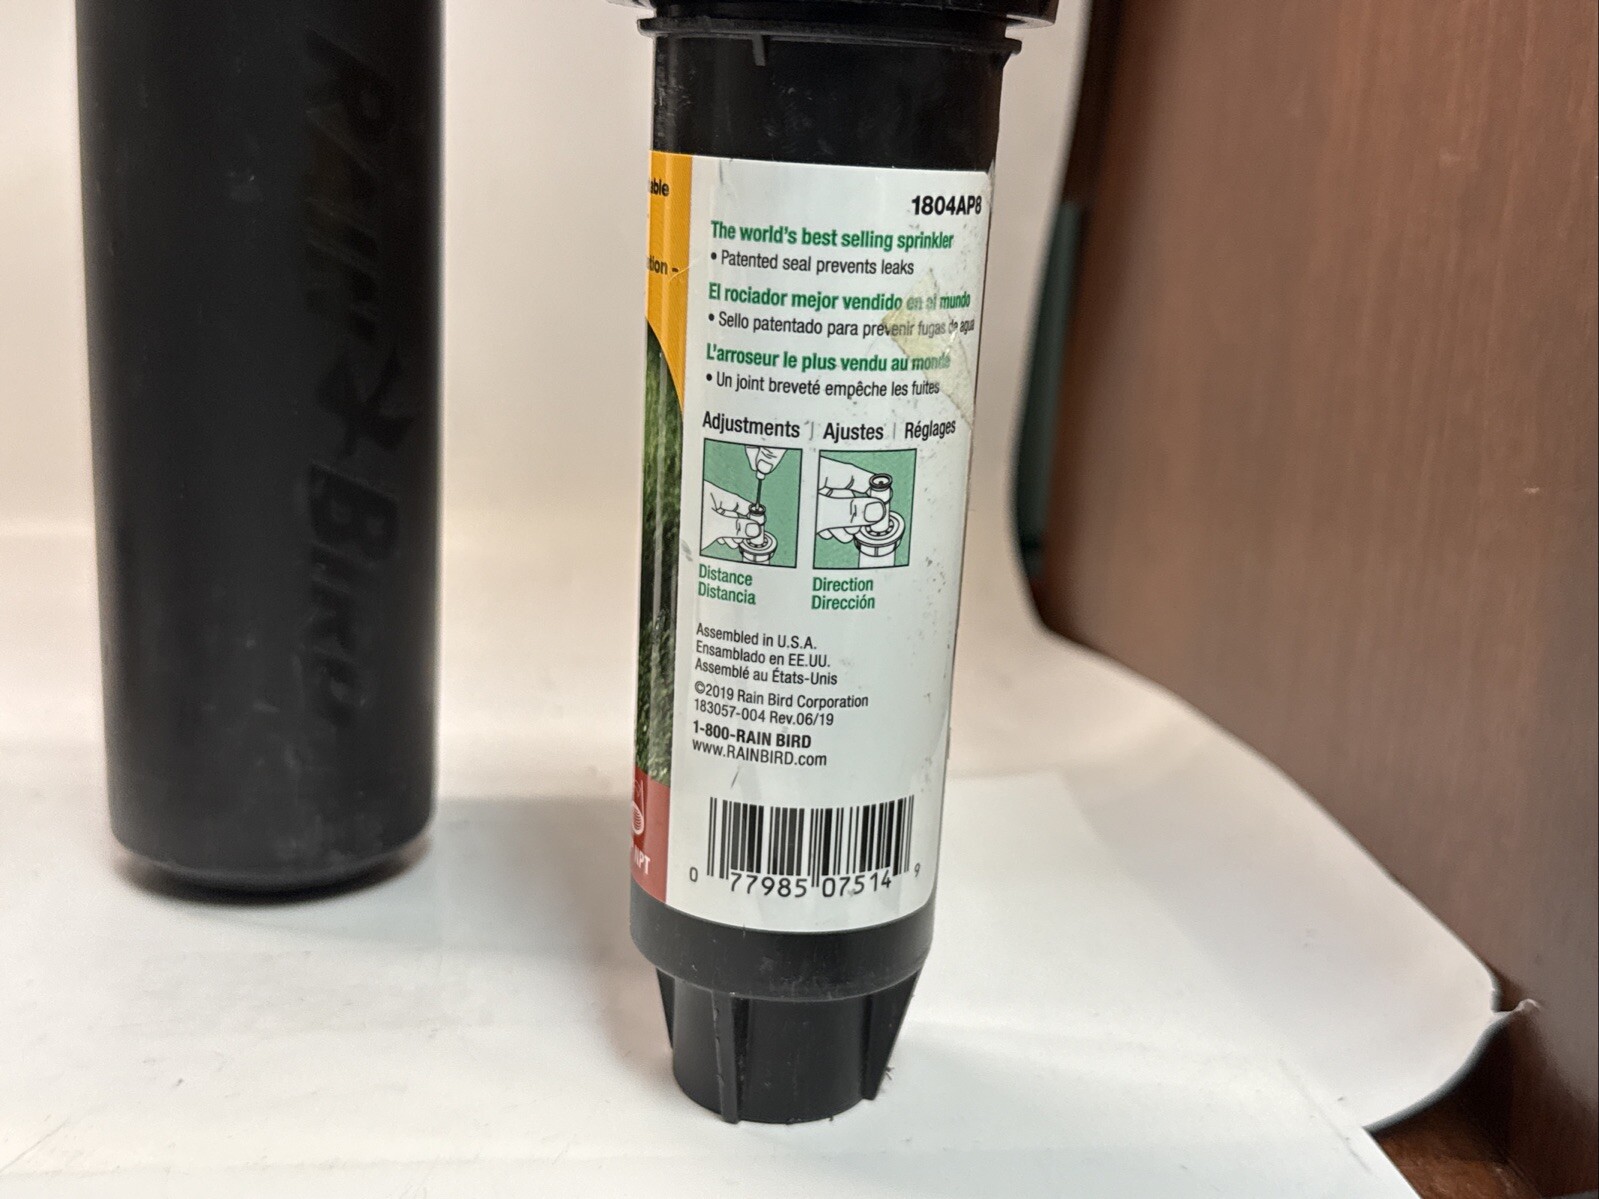 RAIN BIRD
able
tion -
NPT
1804AP8
The world's best selling sprinkler
• Patented seal prevents leaks
El rociador mejor vendido en el mundo
• Sello patentado para prevenir fugas de agua
L'arroseur le plus vendu au monde
• Un joint breveté empêche les fuites
Adjustments | Ajustes | Réglages
Distance
Distancia
Direction
Dirección
Assembled in U.S.A.
Ensamblado en EE.UU.
Assemblé au États-Unis
©2019 Rain Bird Corporation
183057-004 Rev.06/19
1-800-RAIN BIRD
www.RAINBIRD.com
0 77985 07514 9